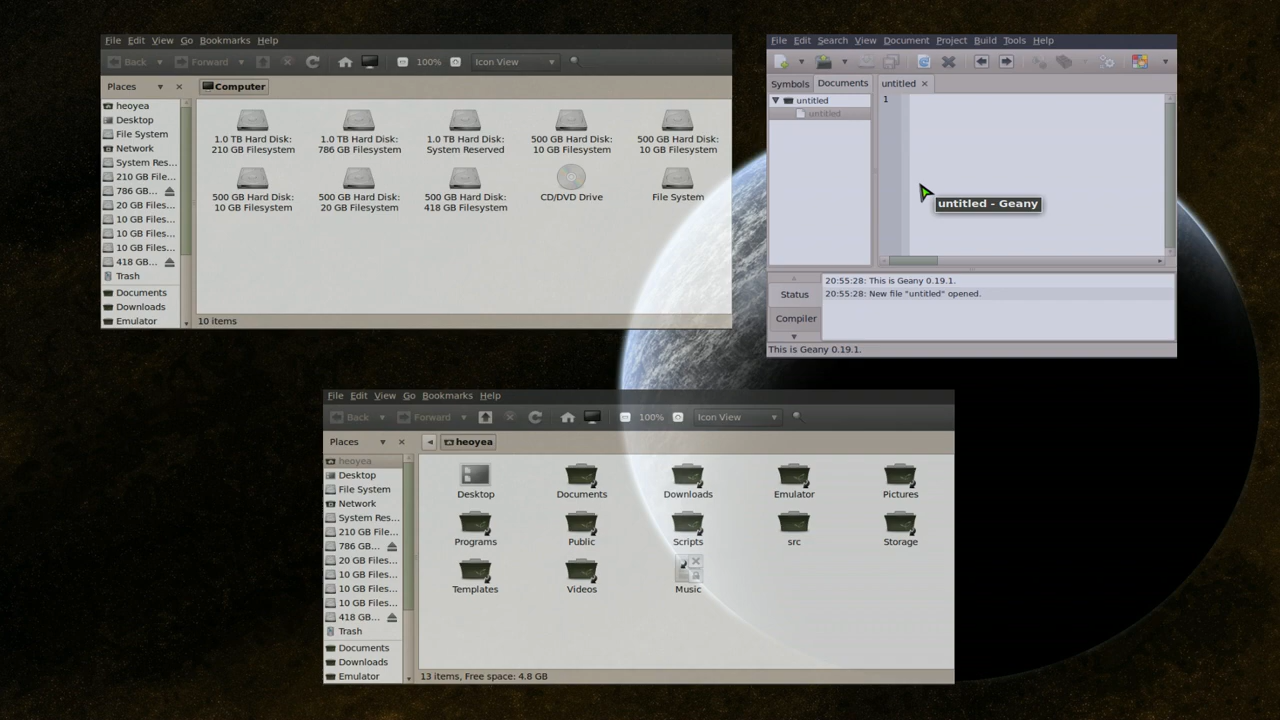 File Edit View Go Bookmarks Help
Back Forward 100% Icon View
Places Computer
heoyea
Desktop
File System
Network
System Res...
210 GB File...
786 GB...
20 GB Files...
10 GB Files...
10 GB Files...
10 GB Files...
418 GB...
Trash
Documents
Downloads
Emulator
1.0 TB Hard Disk: 1.0 TB Hard Disk: 1.0 TB Hard Disk: 500 GB Hard Disk: 500 GB Hard Disk:
210 GB Filesystem 786 GB Filesystem System Reserved 10 GB Filesystem 10 GB Filesystem
500 GB Hard Disk: 500 GB Hard Disk: 500 GB Hard Disk: CD/DVD Drive File System
10 GB Filesystem 20 GB Filesystem 418 GB Filesystem
10 items
File Edit Search View Document Project Build Tools Help
Symbols Documents untitled
untitled
untitled
1
untitled - Geany
Status
Compiler
20:55:28: This is Geany 0.19.1.
20:55:28: New file "untitled" opened.
This is Geany 0.19.1.
File Edit View Go Bookmarks Help
Back Forward 100% Icon View
Places heoyea
heoyea
Desktop
File System
Network
System Res...
210 GB File...
786 GB...
20 GB Files...
10 GB Files...
10 GB Files...
10 GB Files...
418 GB...
Trash
Documents
Downloads
Emulator
Desktop Documents Downloads Emulator Pictures
Programs Public Scripts src Storage
Templates Videos Music
13 items, Free space: 4.8 GB